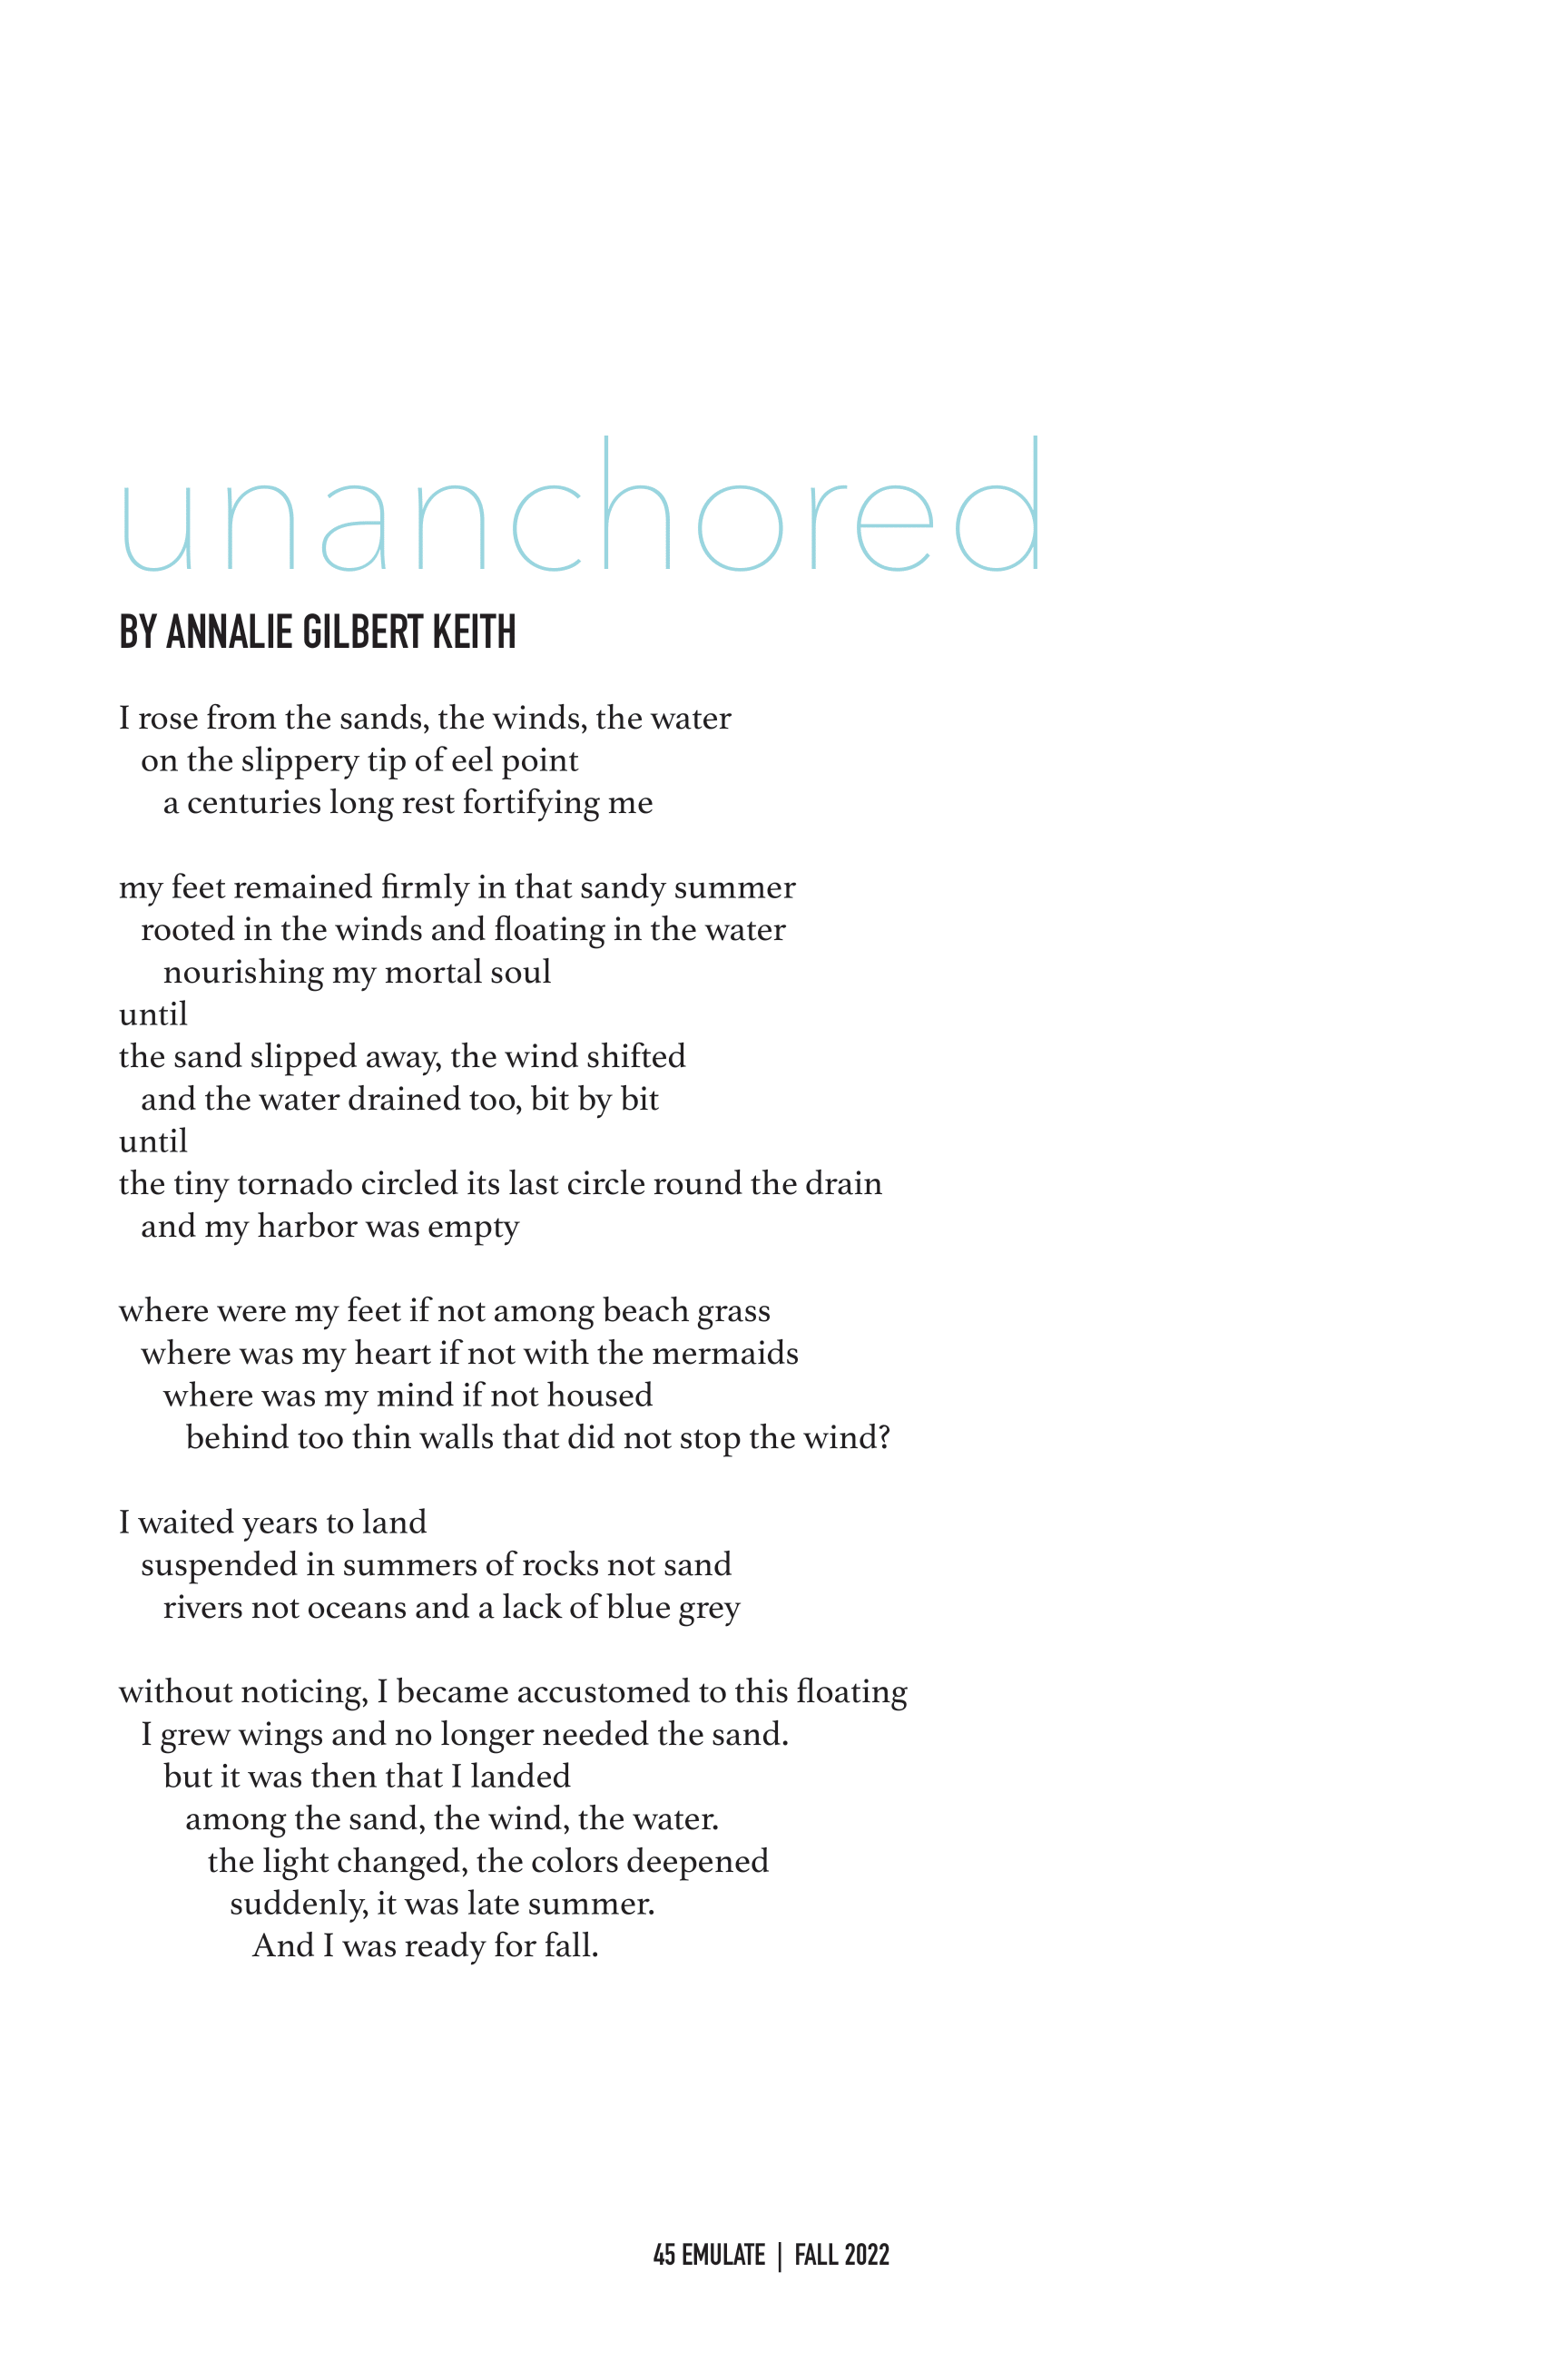 unanchored
BY ANNALIE GILBERT KEITH
I rose from the sands, the winds, the water
on the slippery tip of eel point
a centuries long rest fortifying me
my feet remained firmly in that sandy summer
rooted in the winds and floating in the water
nourishing my mortal soul
until
the sand slipped away, the wind shifted
and the water drained too, bit by bit
until
the tiny tornado circled its last circle round the drain
and my harbor was empty
where were my feet if not among beach grass
where was my heart if not with the mermaids
where was my mind if not housed
behind too thin walls that did not stop the wind?
I waited years to land
suspended in summers of rocks not sand
rivers not oceans and a lack of blue grey
without noticing, I became accustomed to this floating
I grew wings and no longer needed the sand.
but it was then that I landed
among the sand, the wind, the water.
the light changed, the colors deepened
suddenly, it was late summer.
And I was ready for fall.
45 EMULATE | FALL 2022